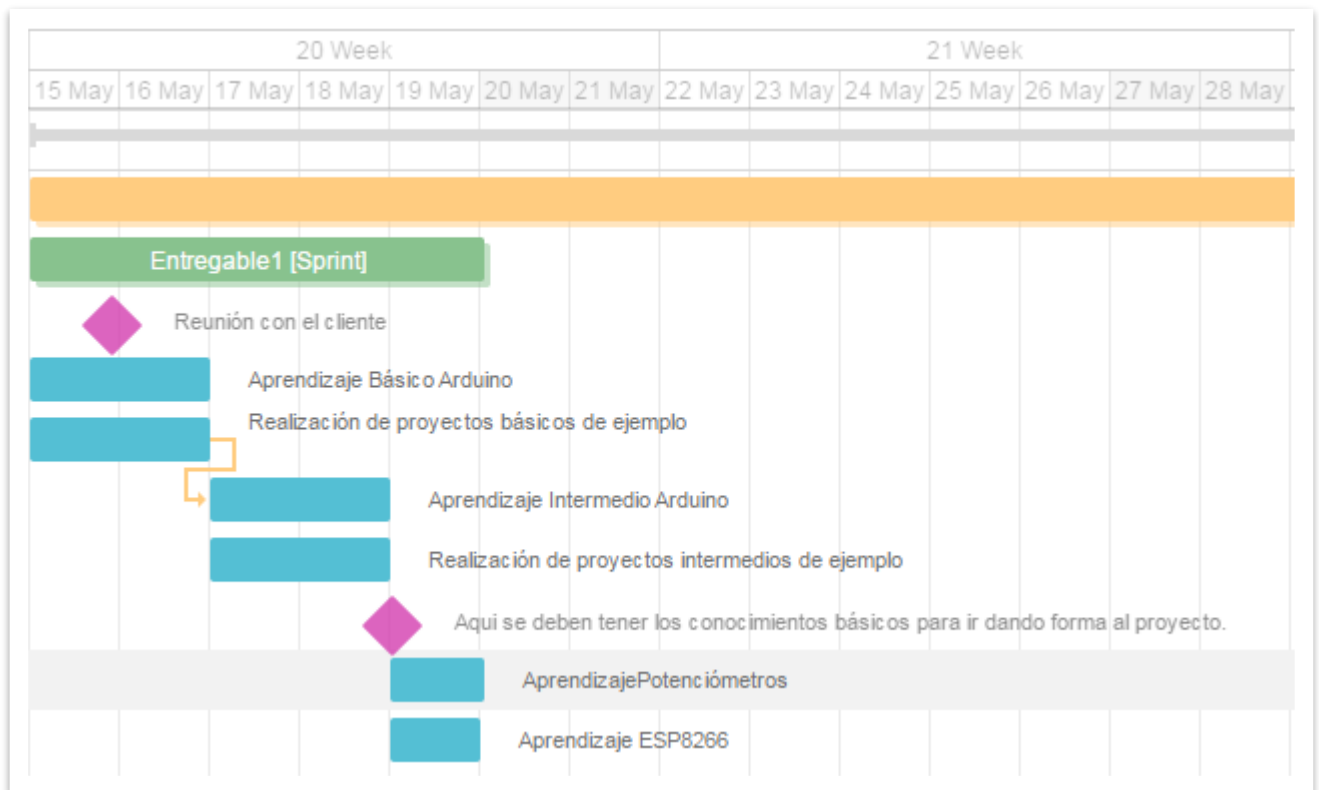 20 Week 21 Week
15 May 16 May 17 May 18 May 19 May 20 May 21 May 22 May 23 May 24 May 25 May 26 May 27 May 28 May
Entregable1 [Sprint]
Reunión con el cliente
Aprendizaje Básico Arduino
Realización de proyectos básicos de ejemplo
Aprendizaje Intermedio Arduino
Realización de proyectos intermedios de ejemplo
Aqui se deben tener los conocimientos básicos para ir dando forma al proyecto.
AprendizajePotenciómetros
Aprendizaje ESP8266